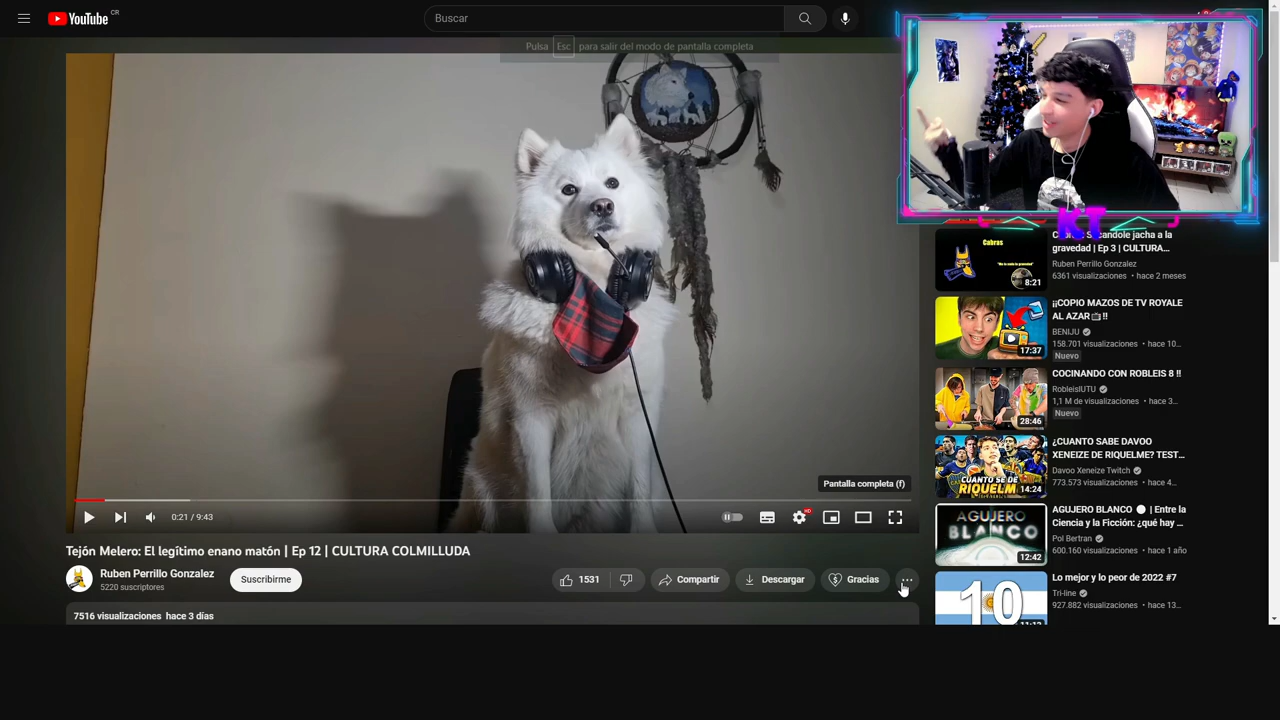 YouTube CR
Buscar
Pulsa Esc para salir del modo de pantalla completa
KT
Pantalla completa (f)
0:21 / 9:43
Tejón Melero: El legítimo enano matón | Ep 12 | CULTURA COLMILLUDA
Ruben Perrillo Gonzalez
5220 suscriptores
Suscribirme
1531
Compartir
Descargar
Gracias
7516 visualizaciones hace 3 días
Cabras
8:21
gravedad | Ep 3 | CULTURA...
Ruben Perrillo Gonzalez
6361 visualizaciones • hace 2 meses
17:37
¡¡COPIO MAZOS DE TV ROYALE
AL AZAR📺!!
BENIJU
158.701 visualizaciones • hace 10...
Nuevo
28:46
COCINANDO CON ROBLEIS 8 !!
RobleisIUTU
1,1 M de visualizaciones • hace 3...
Nuevo
CUANTO SE DE
RIQUELM
14:24
¿CUANTO SABE DAVOO
XENEIZE DE RIQUELME? TEST...
Davoo Xeneize Twitch
773.573 visualizaciones • hace 4...
AGUJERO
BLANCO
12:42
AGUJERO BLANCO ⚪ | Entre la
Ciencia y la Ficción: ¿qué hay ...
Pol Bertran
600.160 visualizaciones • hace 1 año
10
Lo mejor y lo peor de 2022 #7
Tri-line
927.882 visualizaciones • hace 13...